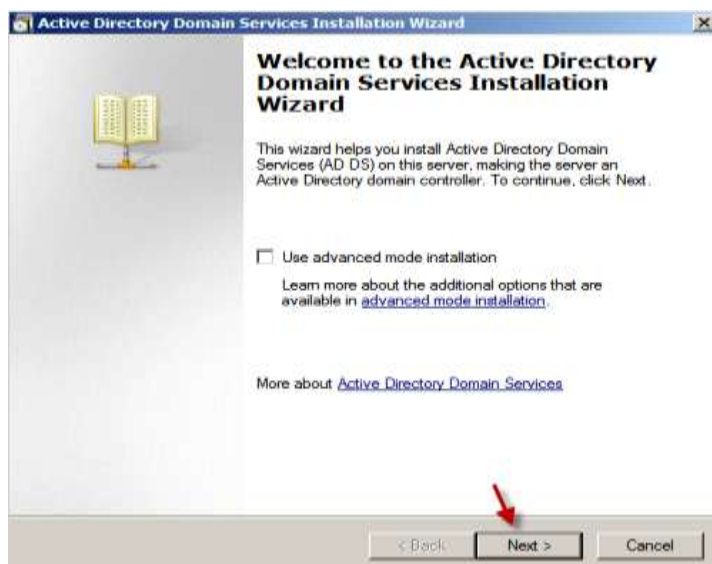 Active Directory Domain Services Installation Wizard
Welcome to the Active Directory
Domain Services Installation
Wizard
This wizard helps you install Active Directory Domain
Services (AD DS) on this server, making the server an
Active Directory domain controller. To continue, click Next.
Use advanced mode installation
Learn more about the additional options that are
available in advanced mode installation.
More about Active Directory Domain Services
< Back
Next >
Cancel